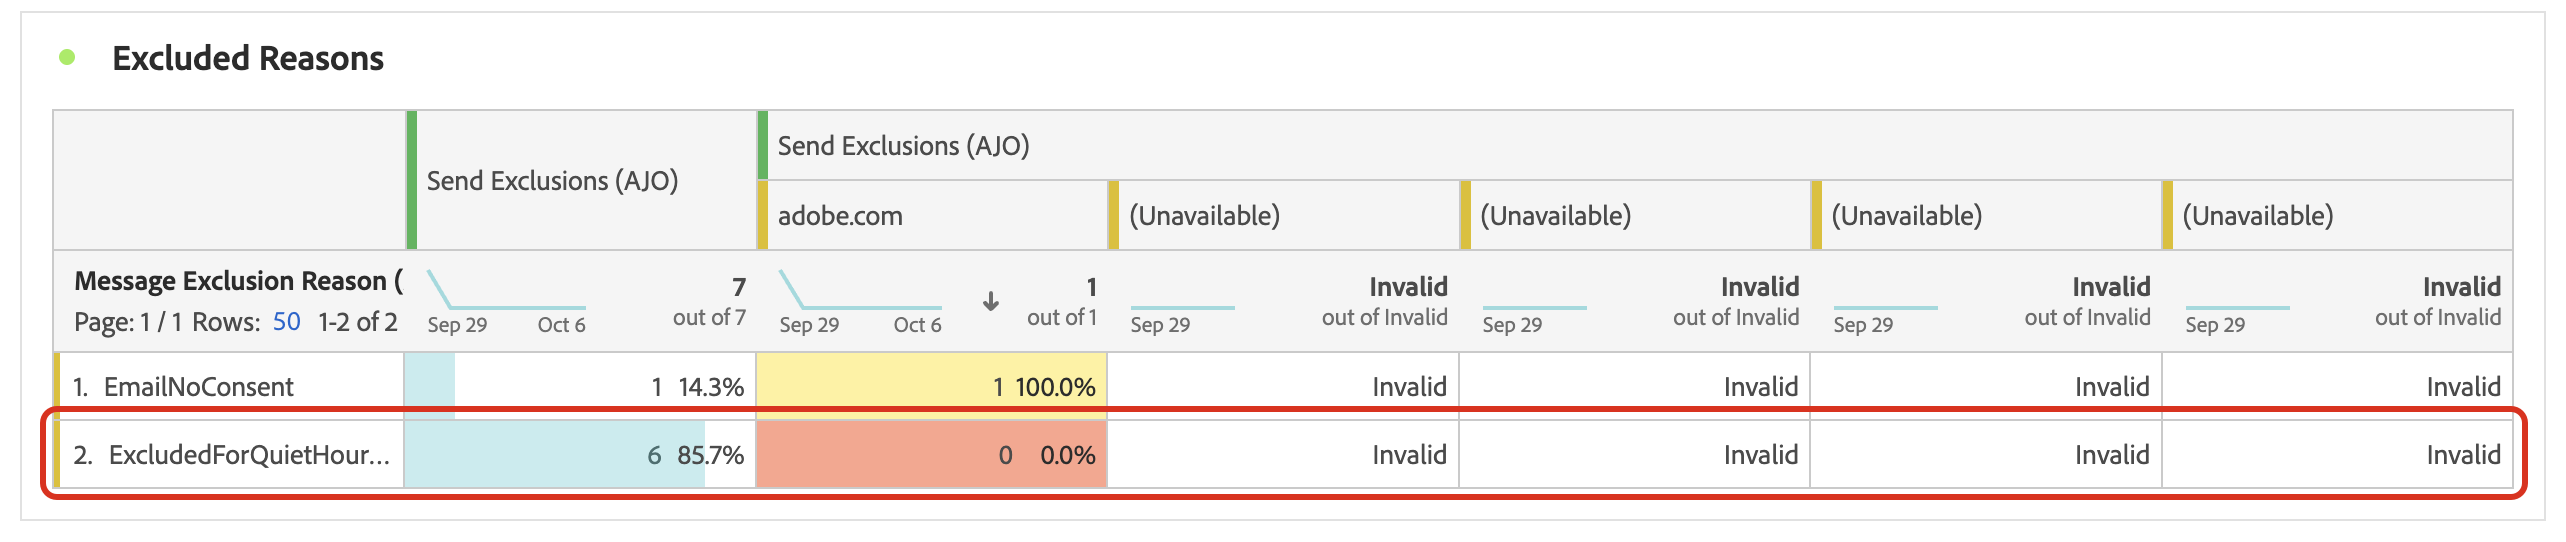 Excluded Reasons
Send Exclusions (AJO)
Send Exclusions (AJO)
adobe.com (Unavailable) (Unavailable) (Unavailable) (Unavailable)
Message Exclusion Reason ( 7 1 Invalid Invalid Invalid Invalid
Page: 1 / 1 Rows: 50 1-2 of 2 Sep 29 Oct 6 out of 7 Sep 29 Oct 6 out of 1 Sep 29 out of Invalid Sep 29 out of Invalid Sep 29 out of Invalid Sep 29 out of Invalid
1. EmailNoConsent 1 14.3% 1 100.0% Invalid Invalid Invalid Invalid
2. ExcludedForQuietHour... 6 85.7% 0 0.0% Invalid Invalid Invalid Invalid